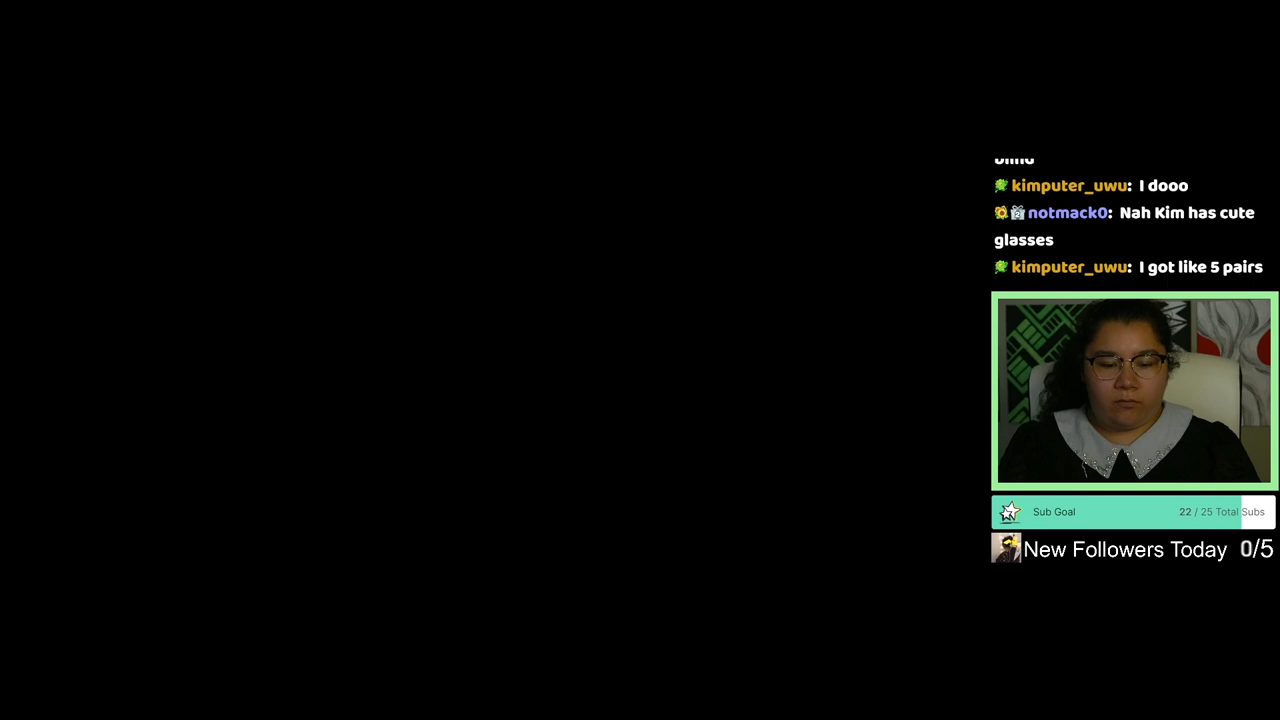 kimputer_uwu: I dooo
notmack0: Nah Kim has cute
glasses
kimputer_uwu: I got like 5 pairs
Sub Goal 22 / 25 Total Subs
New Followers Today 0/5